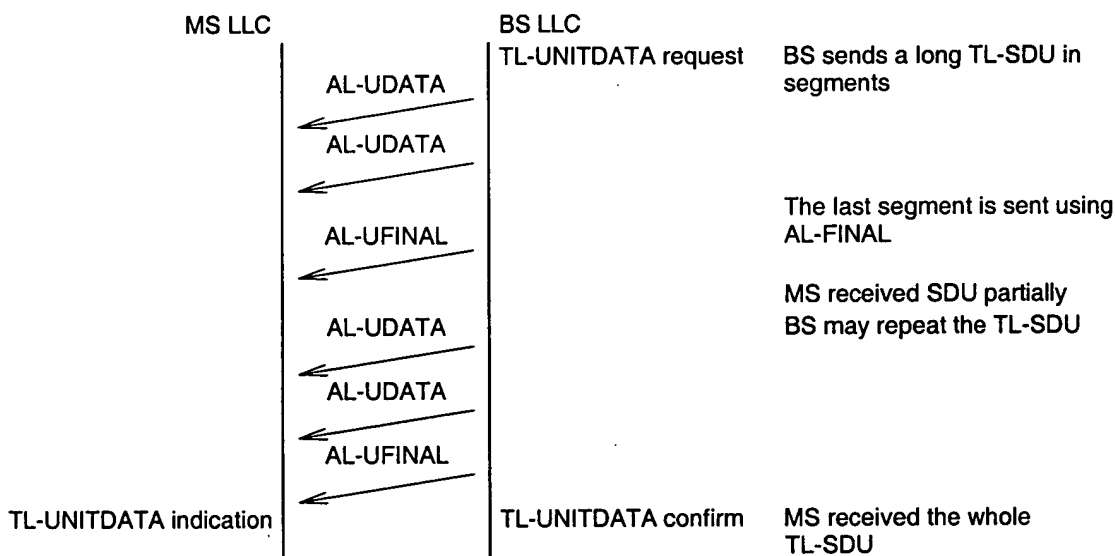 MS LLC
BS LLC
TL-UNITDATA request
BS sends a long TL-SDU in
segments
AL-UDATA
AL-UDATA
The last segment is sent using
AL-FINAL
AL-UFINAL
MS received SDU partially
BS may repeat the TL-SDU
AL-UDATA
AL-UDATA
AL-UFINAL
TL-UNITDATA indication
TL-UNITDATA confirm
MS received the whole
TL-SDU